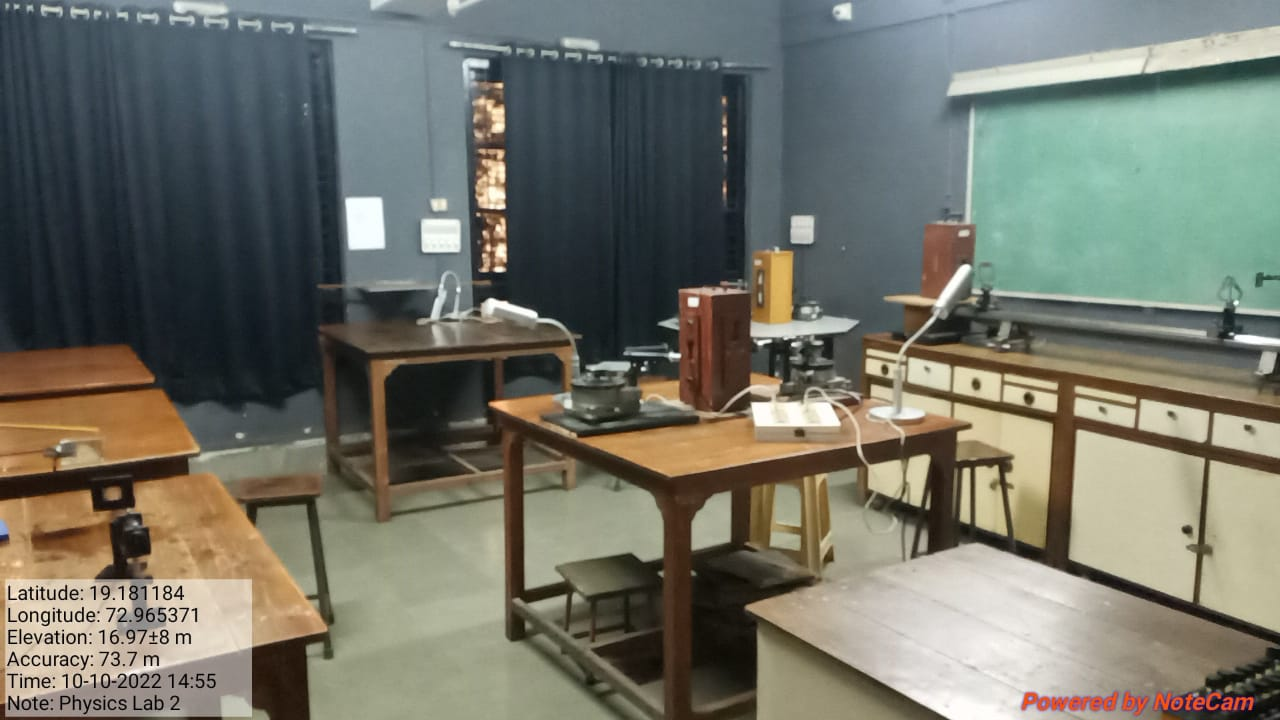 Latitude: 19.181184
Longitude: 72.965371
Elevation: 16.97±8 m
Accuracy: 73.7 m
Time: 10-10-2022 14:55
Note: Physics Lab 2
Powered by NoteCam